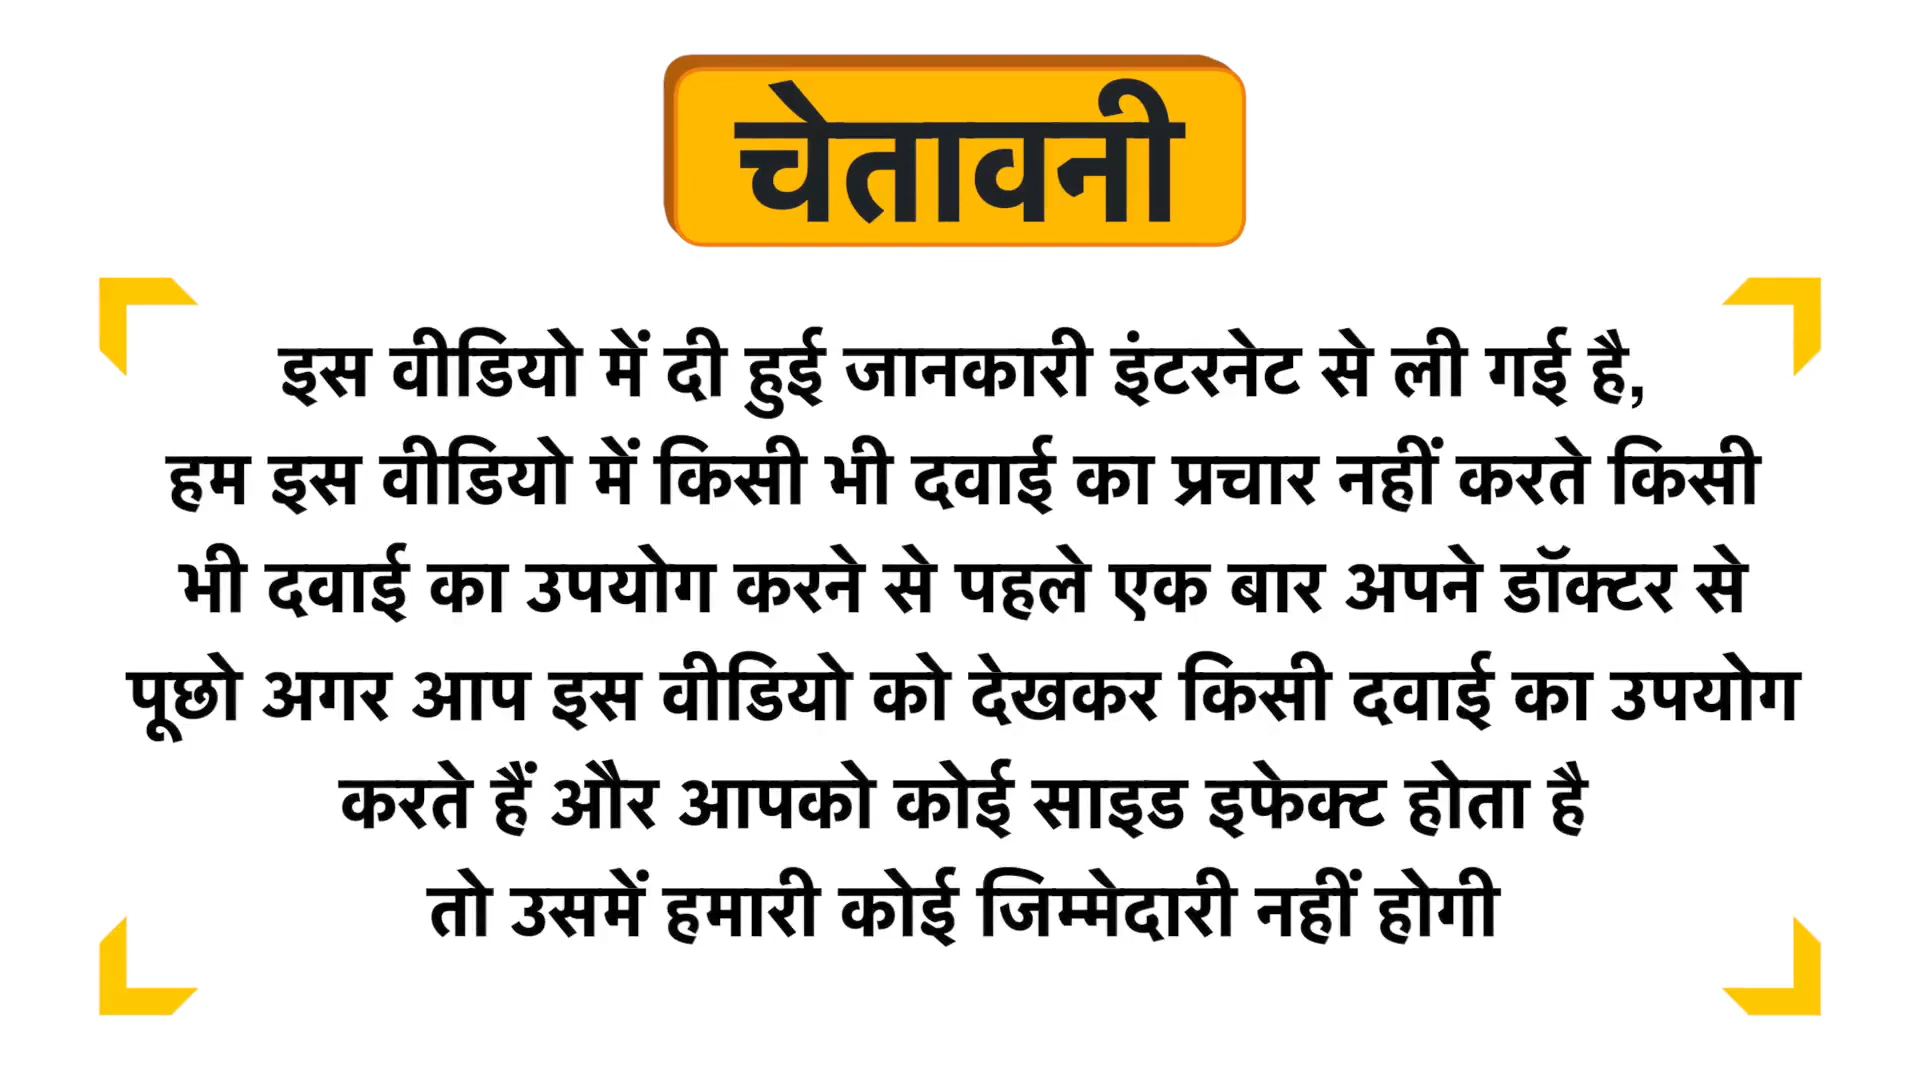 चेतावनी
इस वीडियो में दी हुई जानकारी इंटरनेट से ली गई है,
हम इस वीडियो में किसी भी दवाई का प्रचार नहीं करते किसी
भी दवाई का उपयोग करने से पहले एक बार अपने डॉक्टर से
पूछो अगर आप इस वीडियो को देखकर किसी दवाई का उपयोग
करते हैं और आपको कोई साइड इफेक्ट होता है
तो उसमें हमारी कोई जिम्मेदारी नहीं होगी